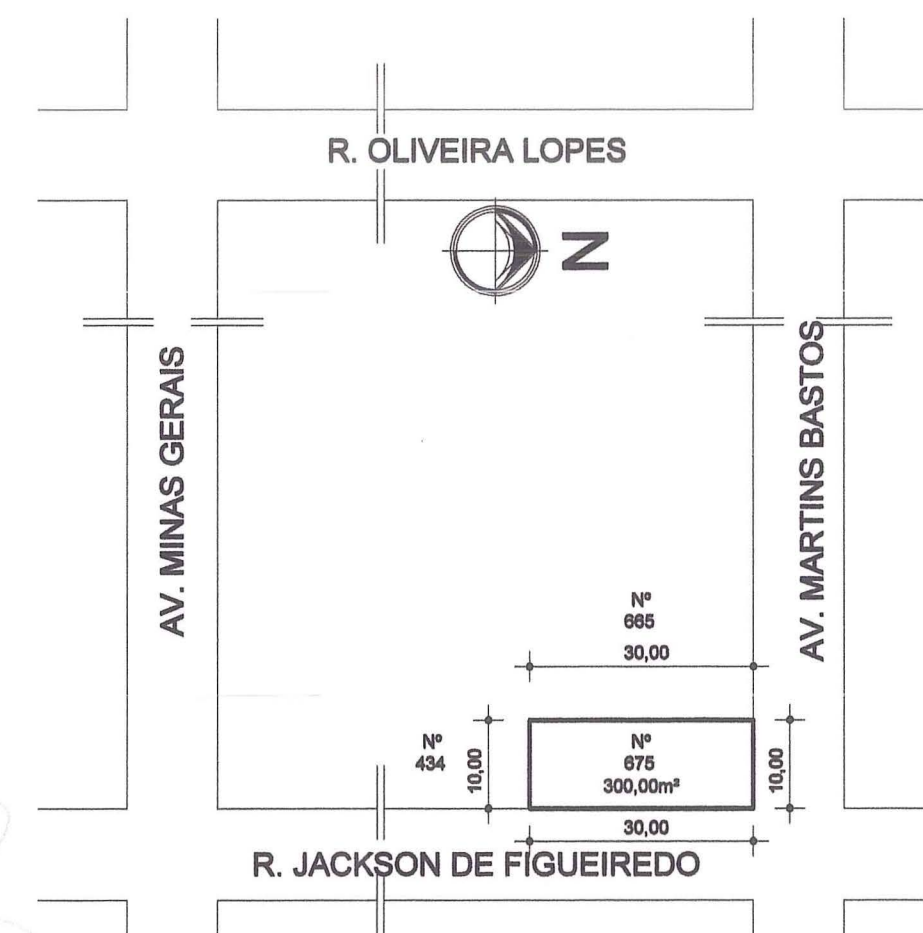 R. OLIVEIRA LOPES
N
AV. MINAS GERAIS
AV. MARTINS BASTOS
Nº
665
30,00
Nº
434
10,00
Nº
675
300,00m²
10,00
30,00
R. JACKSON DE FIGUEIREDO